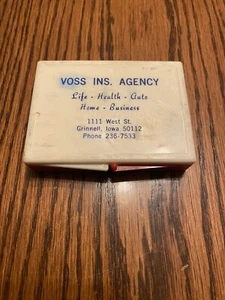 VOSS INS. AGENCY
Life - Health - Auto
Home - Business
1111 West St.
Grinnell, Iowa 50112
Phone 236-7533